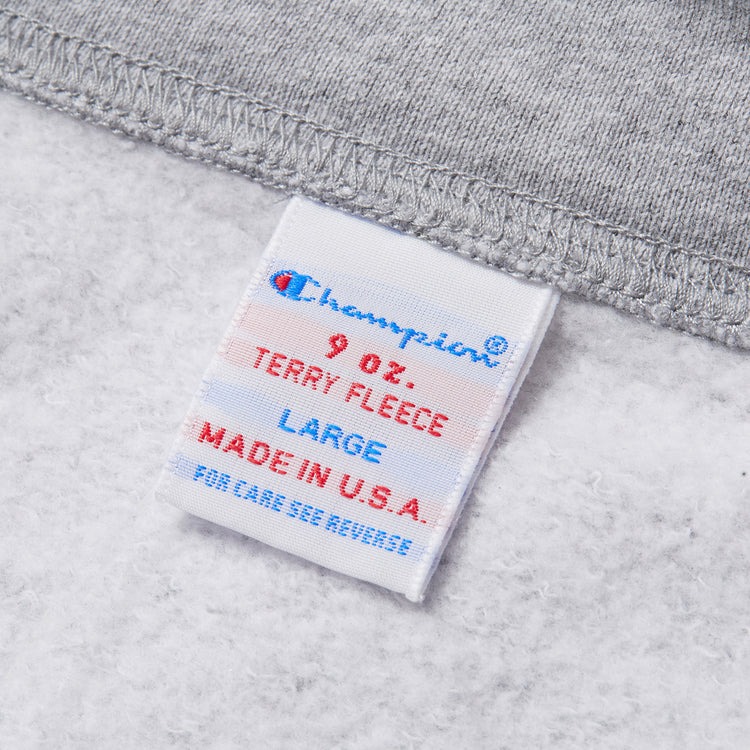 Champion®
9 oz.
TERRY FLEECE
LARGE
MADE IN U.S.A.
FOR CARE SEE REVERSE